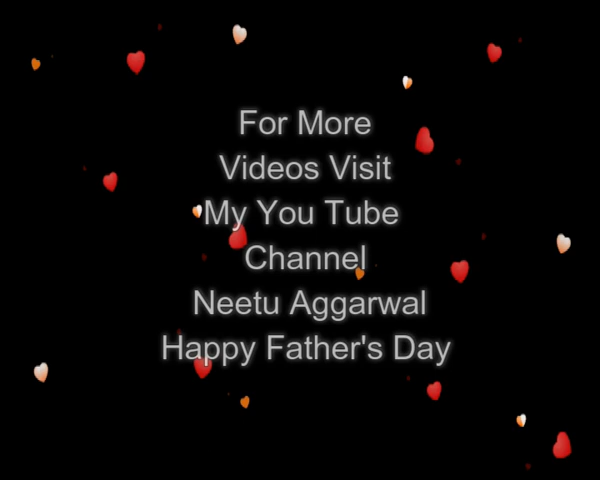 For More
Videos Visit
My You Tube
Channel
Neetu Aggarwal
Happy Father's Day